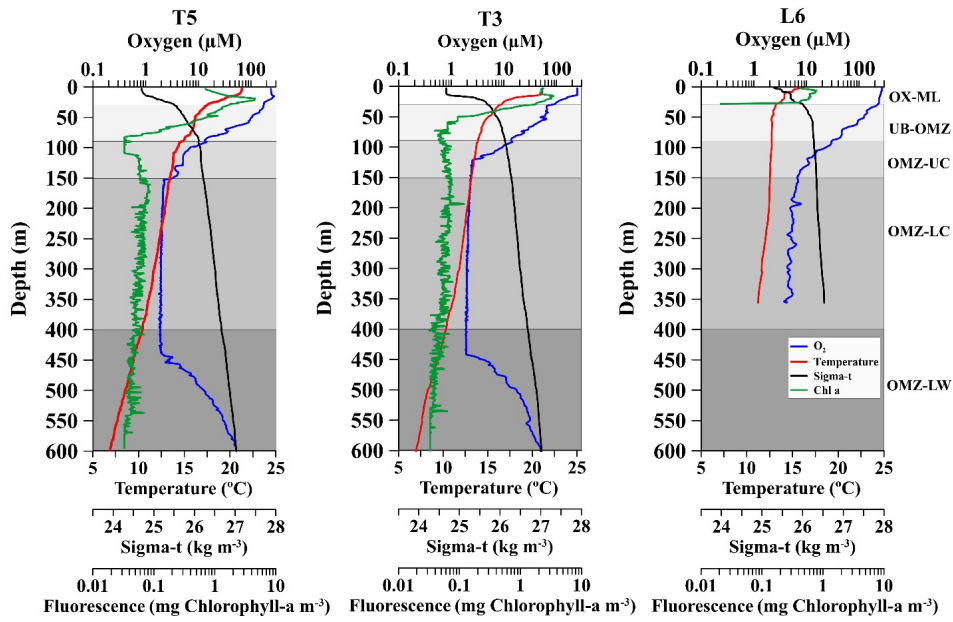 T5 T3 L6
Oxygen (µM) Oxygen (µM) Oxygen (µM)
0.1 1 10 100 0.1 1 10 100 0.1 1 10 100
0 0 0 OX-ML
50 50 50 UB-OMZ
100 100 100 OMZ-UC
150 150 150
200 200 200
250 250 250 OMZ-LC
300 300 300
350 350 350
400 400 400
450 450 450
500 500 500 OMZ-LW
550 550 550
600 600 600
Depth (m) Depth (m) Depth (m)
O₂
Temperature
Sigma-t
Chl a
5 10 15 20 25 5 10 15 20 25 5 7.5 10 15 20 25
Temperature (ºC) Temperature (ºC) Temperature (ºC)
24 25 26 27 28 24 25 26 27 28 24 25 26 27 28
Sigma-t (kg m⁻³) Sigma-t (kg m⁻³) Sigma-t (kg m⁻³)
0.01 0.1 1 10 0.01 0.1 1 10 0.01 0.1 1 10
Fluorescence (mg Chlorophyll-a m⁻³) Fluorescence (mg Chlorophyll-a m⁻³) Fluorescence (mg Chlorophyll-a m⁻³)